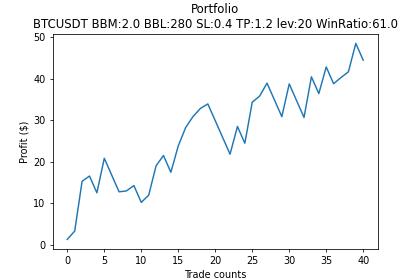 Portfolio
BTCUSDT BBM:2.0 BBL:280 SL:0.4 TP:1.2 lev:20 WinRatio:61.0
50
40
30
20
10
0
Profit ($)
0 5 10 15 20 25 30 35 40
Trade counts